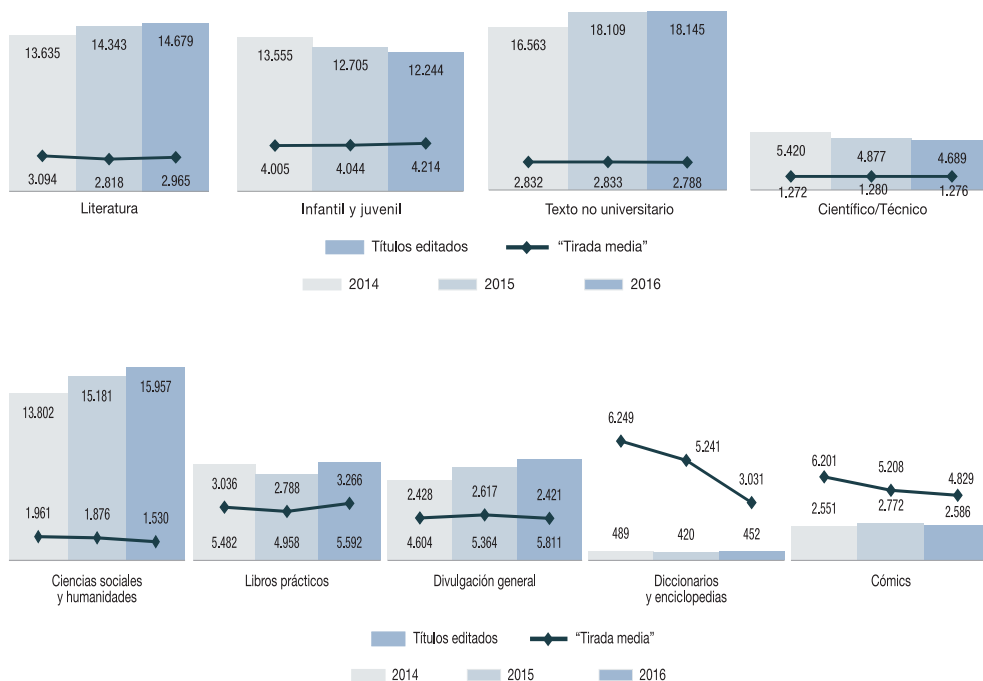 13.635 14.343 14.679
3.094 2.818 2.965
Literatura
13.555 12.705 12.244
4.005 4.044 4.214
Infantil y juvenil
16.563 18.109 18.145
2.832 2.833 2.788
Texto no universitario
5.420 4.877 4.689
1.272 1.280 1.276
Científico/Técnico
Títulos editados "Tirada media"
2014 2015 2016
13.802 15.181 15.957
1.961 1.876 1.530
Ciencias sociales
y humanidades
3.036 2.788 3.266
5.482 4.958 5.592
Libros prácticos
2.428 2.617 2.421
4.604 5.364 5.811
Divulgación general
6.249 5.241 3.031
489 420 452
Diccionarios
y enciclopedias
6.201 5.208 4.829
2.551 2.772 2.586
Cómics
Títulos editados "Tirada media"
2014 2015 2016